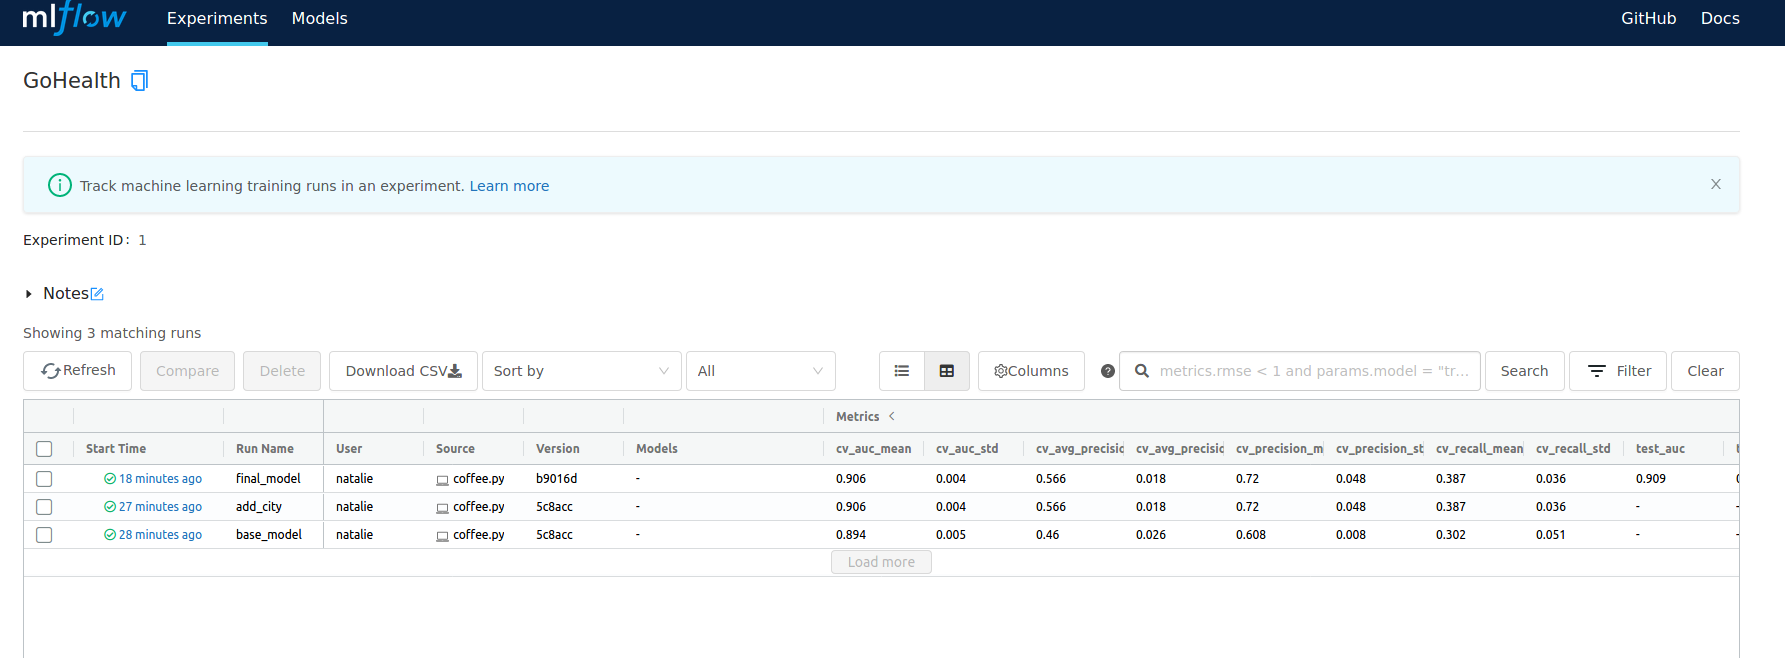 mlflow Experiments Models GitHub Docs
GoHealth
Track machine learning training runs in an experiment. Learn more
Experiment ID: 1
Notes
Showing 3 matching runs
Refresh Compare Delete Download CSV Sort by All Columns metrics.rmse < 1 and params.model = "tr... Search Filter Clear
Metrics
Start Time Run Name User Source Version Models cv_auc_mean cv_auc_std cv_avg_precisio cv_avg_precisio cv_precision_m cv_precision_st cv_recall_mean cv_recall_std test_auc
18 minutes ago final_model natalie coffee.py b9016d - 0.906 0.004 0.566 0.018 0.72 0.048 0.387 0.036 0.909
27 minutes ago add_city natalie coffee.py 5c8acc - 0.906 0.004 0.566 0.018 0.72 0.048 0.387 0.036 - -
28 minutes ago base_model natalie coffee.py 5c8acc - 0.894 0.005 0.46 0.026 0.608 0.008 0.302 0.051 - -
Load more